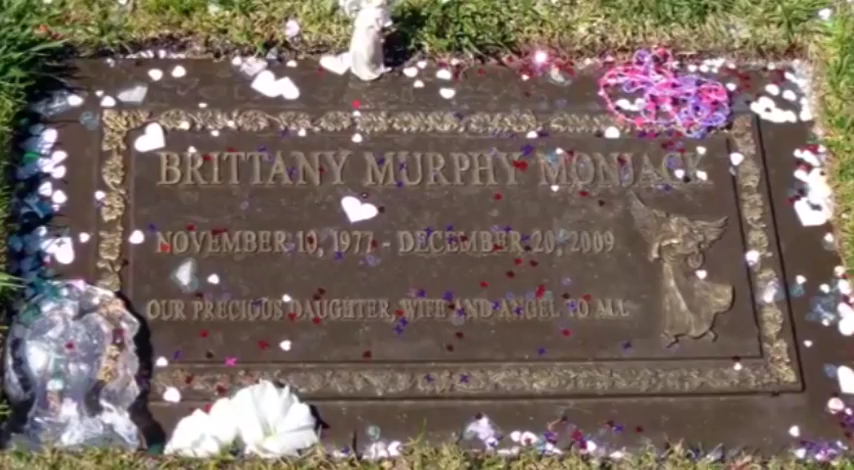 BRITTANY MURPHY MONJACK
NOVEMBER 10, 1977 - DECEMBER 20, 2009
OUR PRECIOUS DAUGHTER, WIFE AND ANGEL TO ALL